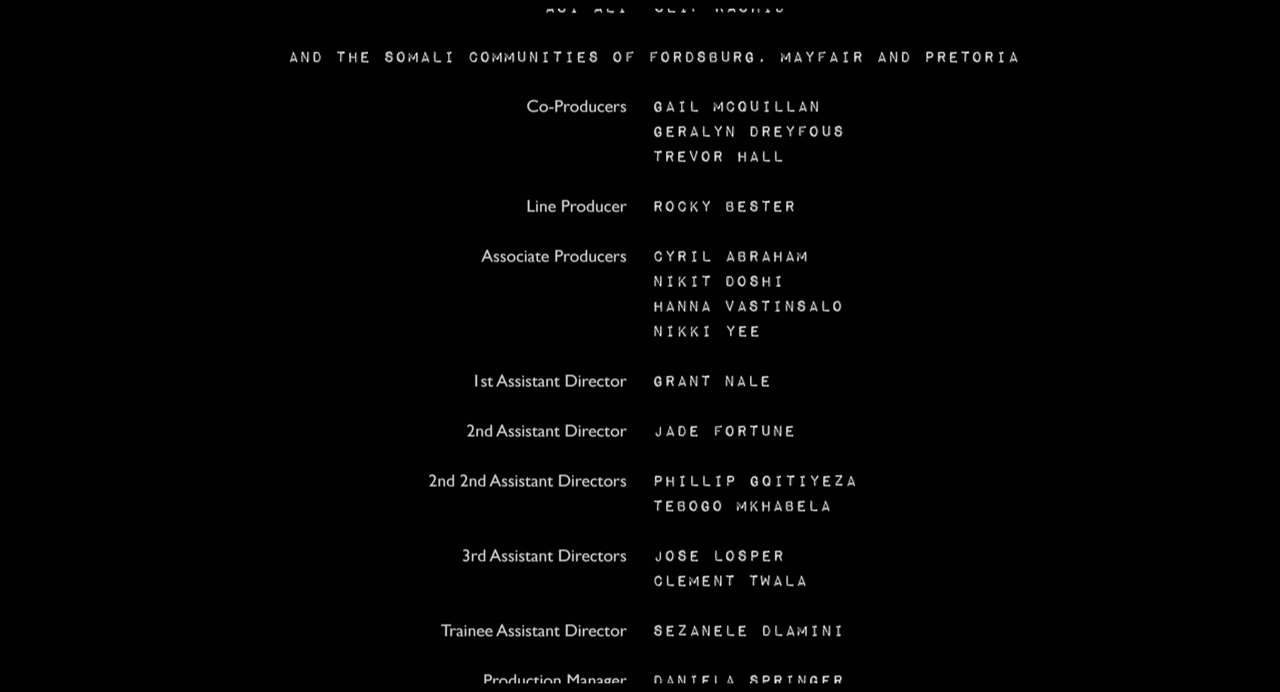 AND THE SOMALI COMMUNITIES OF FORDSBURG, MAYFAIR AND PRETORIA
Co-Producers GAIL MCQUILLAN
GERALYN DREYFOUS
TREVOR HALL
Line Producer ROCKY BESTER
Associate Producers CYRIL ABRAHAM
NIKIT DOSHI
HANNA VASTINSALO
NIKKI YEE
1st Assistant Director GRANT NALE
2nd Assistant Director JADE FORTUNE
2nd 2nd Assistant Directors PHILLIP GQITIYEZA
TEBOGO MKHABELA
3rd Assistant Directors JOSE LOSPER
CLEMENT TWALA
Trainee Assistant Director SEZANELE DLAMINI
Production Manager DANIELA SPRINGER